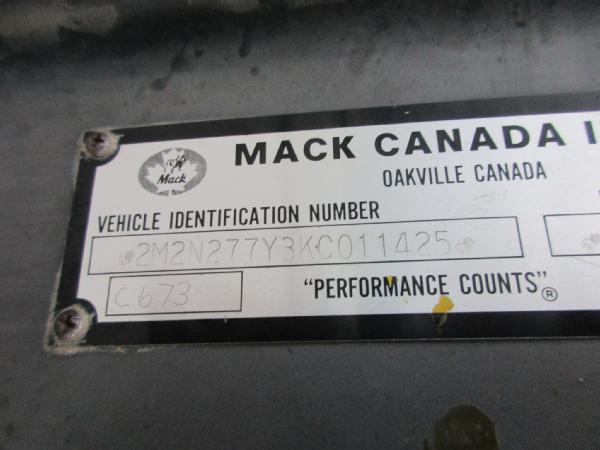 MACK CANADA I
OAKVILLE CANADA
Mack
VEHICLE IDENTIFICATION NUMBER
2M2N277Y3KC011425
C673 "PERFORMANCE COUNTS"®